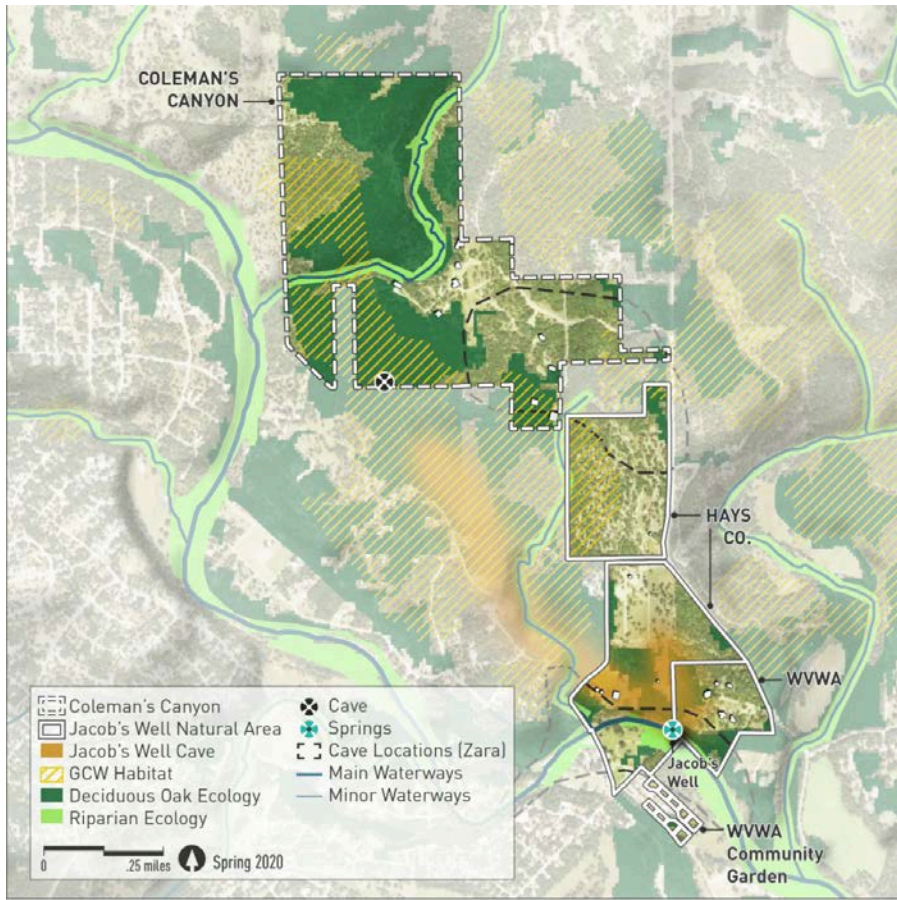 COLEMAN'S
CANYON
HAYS
CO.
WVWA
Jacob's
Well
WVWA
Community
Garden
Coleman's Canyon
Jacob's Well Natural Area
Jacob's Well Cave
GCW Habitat
Deciduous Oak Ecology
Riparian Ecology
Cave
Springs
Cave Locations (Zara)
Main Waterways
Minor Waterways
0 .25 miles
Spring 2020